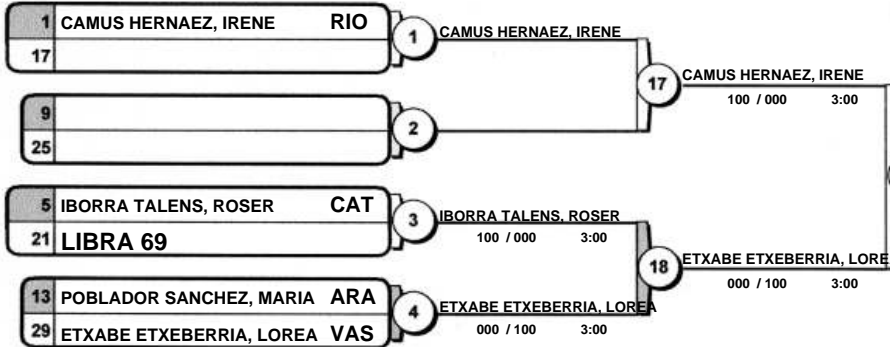 1 CAMUS HERNAEZ, IRENE RIO
17
1 CAMUS HERNAEZ, IRENE
17 CAMUS HERNAEZ, IRENE
100 / 000 3:00
9
25
2
5 IBORRA TALENS, ROSER CAT
21 LIBRA 69
3 IBORRA TALENS, ROSER
100 / 000 3:00
18 ETXABE ETXEBERRIA, LORE
000 / 100 3:00
13 POBLADOR SANCHEZ, MARIA ARA
29 ETXABE ETXEBERRIA, LOREA VAS
4 ETXABE ETXEBERRIA, LOREA
000 / 100 3:00